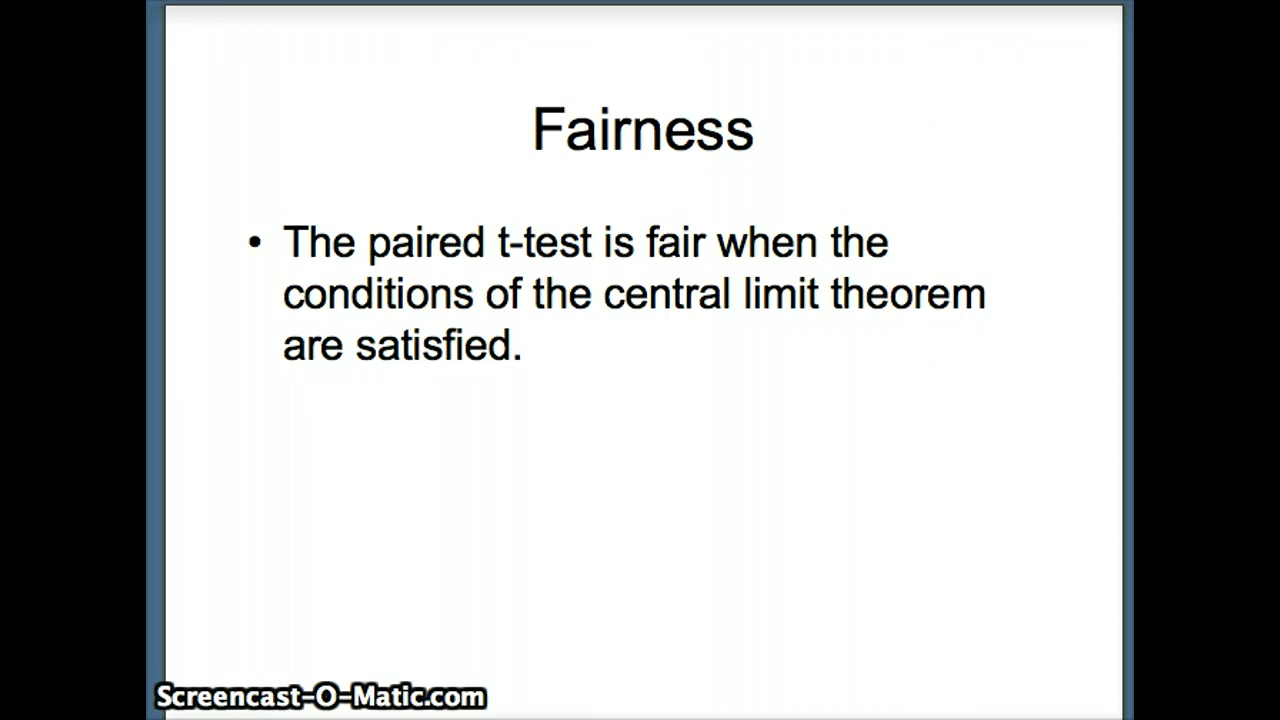 Fairness
• The paired t-test is fair when the
conditions of the central limit theorem
are satisfied.
Screencast-O-Matic.com